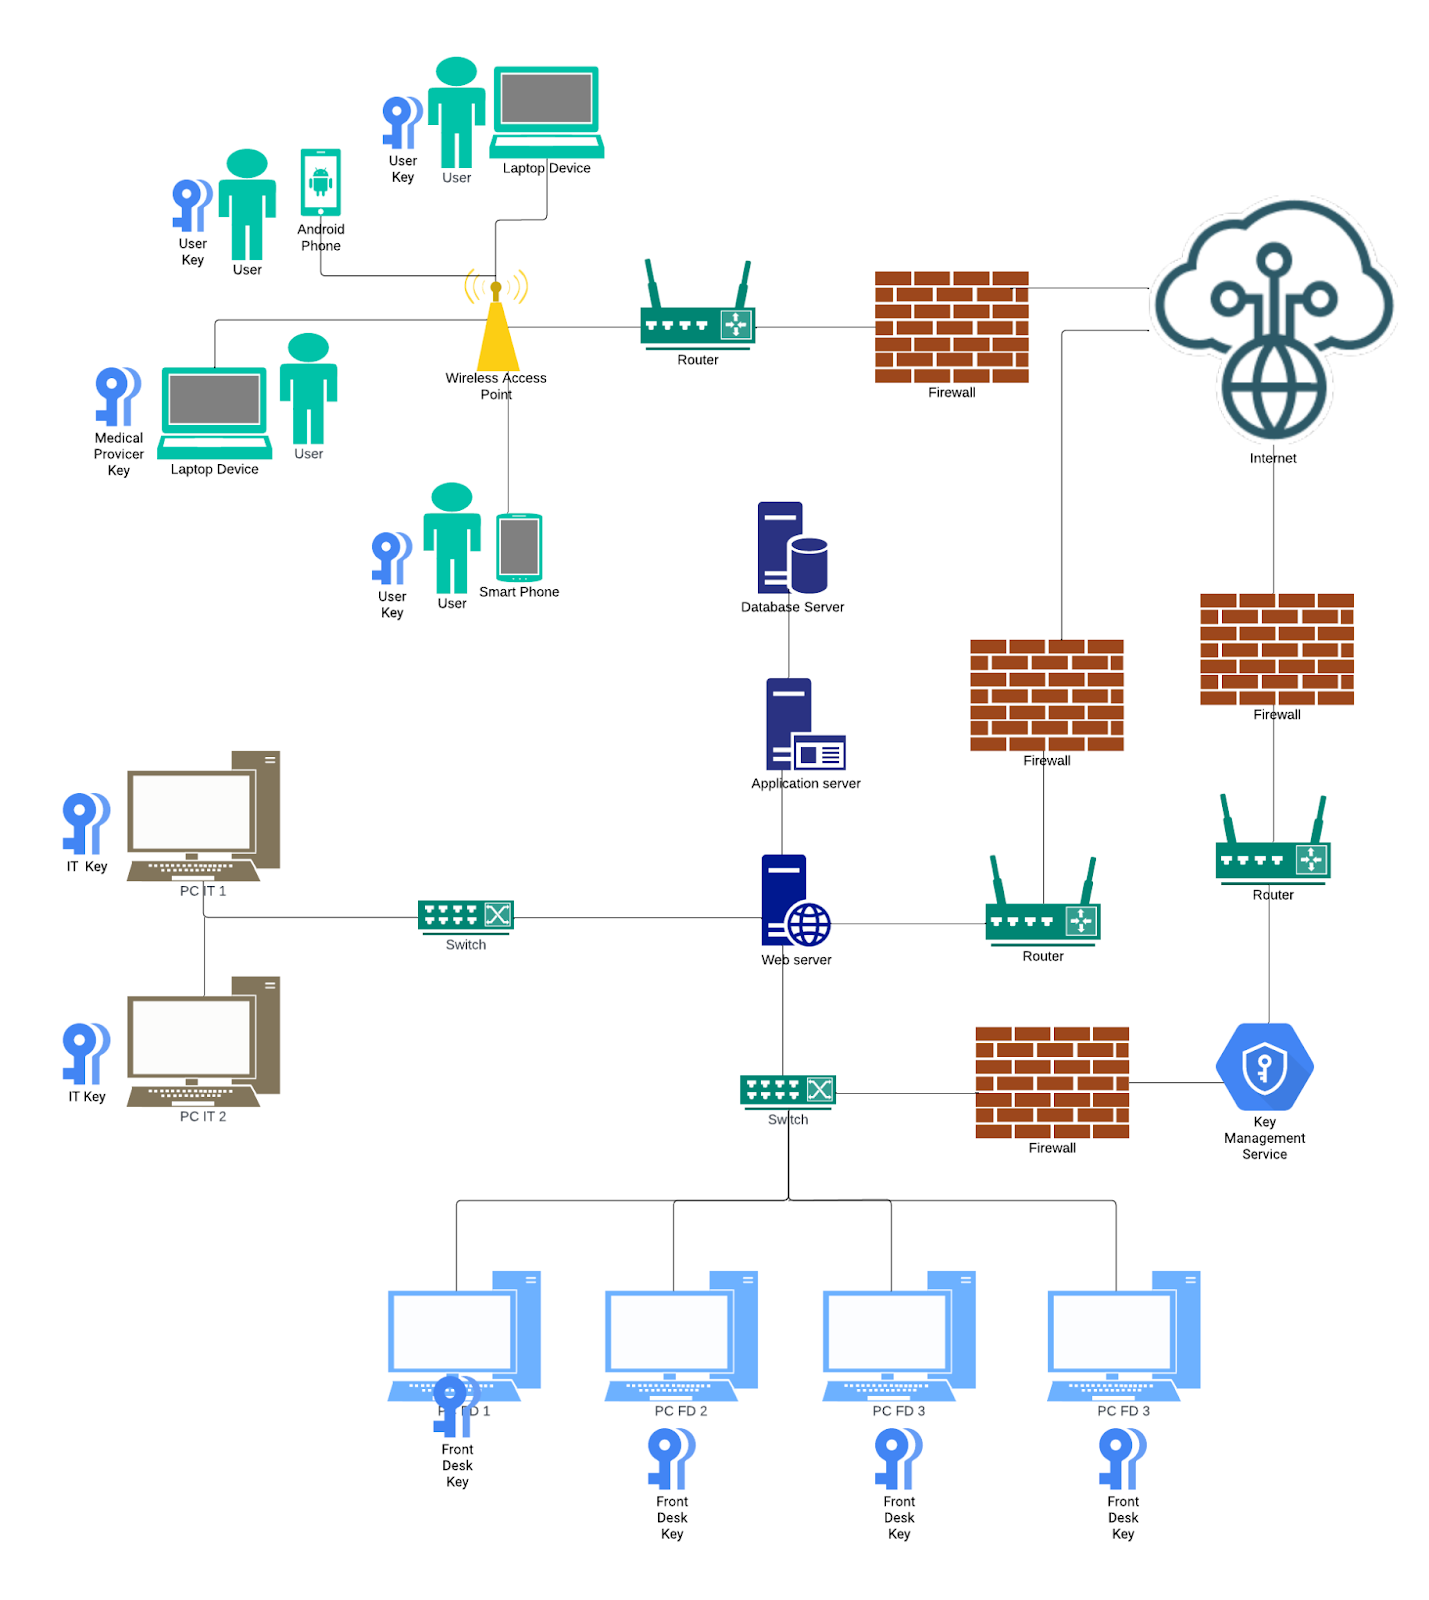 User
Key
User
Laptop Device
User
Key
User
Android
Phone
Router
Firewall
Wireless Access
Point
Medical
Provicer
Key
Laptop Device
User
Internet
User
Key
User
Smart Phone
Database Server
Firewall
Firewall
Application server
IT Key
PC IT 1
Router
Switch
Web server
Router
IT Key
PC IT 2
Switch
Firewall
Key
Management
Service
PC FD 1
PC FD 2
PC FD 3
PC FD 3
Front
Desk
Key
Front
Desk
Key
Front
Desk
Key
Front
Desk
Key